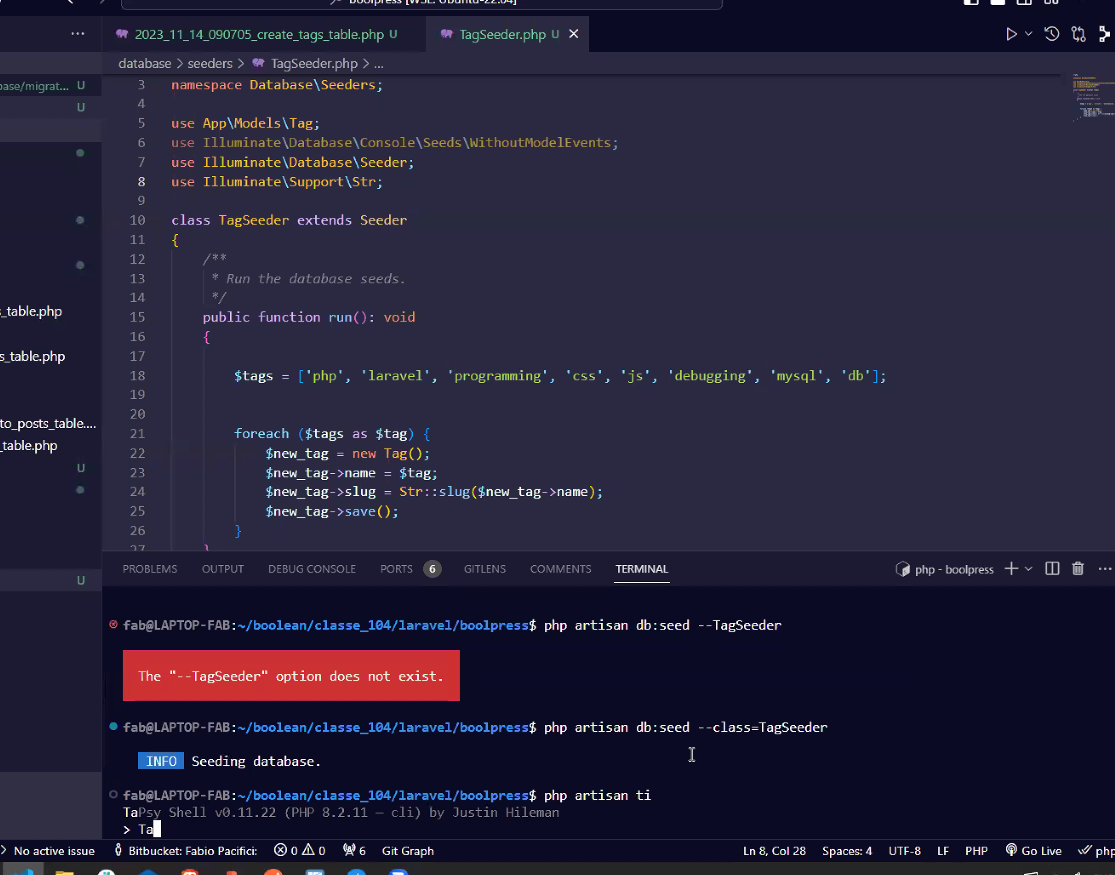 boolpress [WSL: Ubuntu-22.04]
2023_11_14_090705_create_tags_table.php U
TagSeeder.php U
database > seeders > TagSeeder.php > ...
ase/migrat... U
U
s_table.php
s_table.php
to_posts_table....
_table.php
U
U
3 namespace Database\Seeders;
4
5 use App\Models\Tag;
6 use Illuminate\Database\Console\Seeds\WithoutModelEvents;
7 use Illuminate\Database\Seeder;
8 use Illuminate\Support\Str;
9
10 class TagSeeder extends Seeder
11 {
12 /**
13 * Run the database seeds.
14 */
15 public function run(): void
16 {
17
18 $tags = ['php', 'laravel', 'programming', 'css', 'js', 'debugging', 'mysql', 'db'];
19
20
21 foreach ($tags as $tag) {
22 $new_tag = new Tag();
23 $new_tag->name = $tag;
24 $new_tag->slug = Str::slug($new_tag->name);
25 $new_tag->save();
26 }
27 }
PROBLEMS OUTPUT DEBUG CONSOLE PORTS 6 GITLENS COMMENTS TERMINAL php - boolpress
fab@LAPTOP-FAB:~/boolean/classe_104/laravel/boolpress$ php artisan db:seed --TagSeeder
The "--TagSeeder" option does not exist.
fab@LAPTOP-FAB:~/boolean/classe_104/laravel/boolpress$ php artisan db:seed --class=TagSeeder
INFO Seeding database.
fab@LAPTOP-FAB:~/boolean/classe_104/laravel/boolpress$ php artisan ti
TaPsy Shell v0.11.22 (PHP 8.2.11 — cli) by Justin Hileman
> Ta
No active issue Bitbucket: Fabio Pacifici: 0 0 6 Git Graph Ln 8, Col 28 Spaces: 4 UTF-8 LF PHP Go Live php